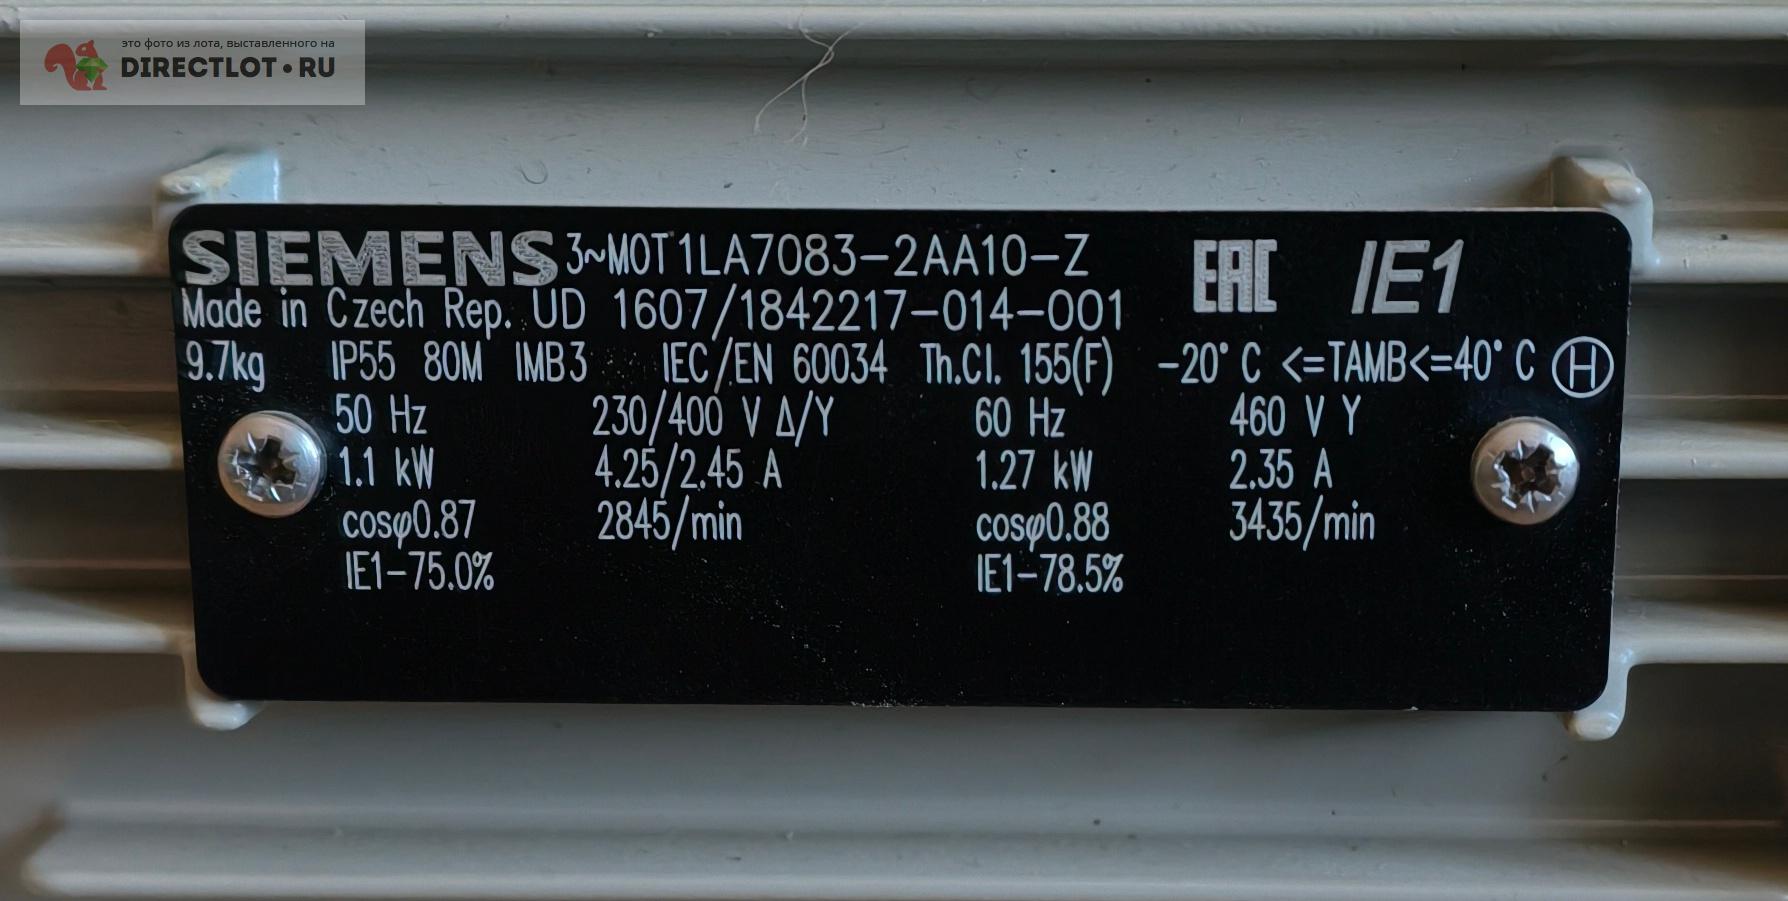 это фото из лота, выставленного на
DIRECTLOT•RU
SIEMENS 3~MOT 1LA7083-2AA10-Z EAC IE1
Made in Czech Rep. UD 1607/1842217-014-001
9.7kg IP55 80M IMB3 IEC/EN 60034 Th.Cl. 155(F) -20°C <=TAMB<=40°C H
50 Hz 230/400 V Δ/Y 60 Hz 460 V Y
1.1 kW 4.25/2.45 A 1.27 kW 2.35 A
cosφ0.87 2845/min cosφ0.88 3435/min
IE1-75.0% IE1-78.5%